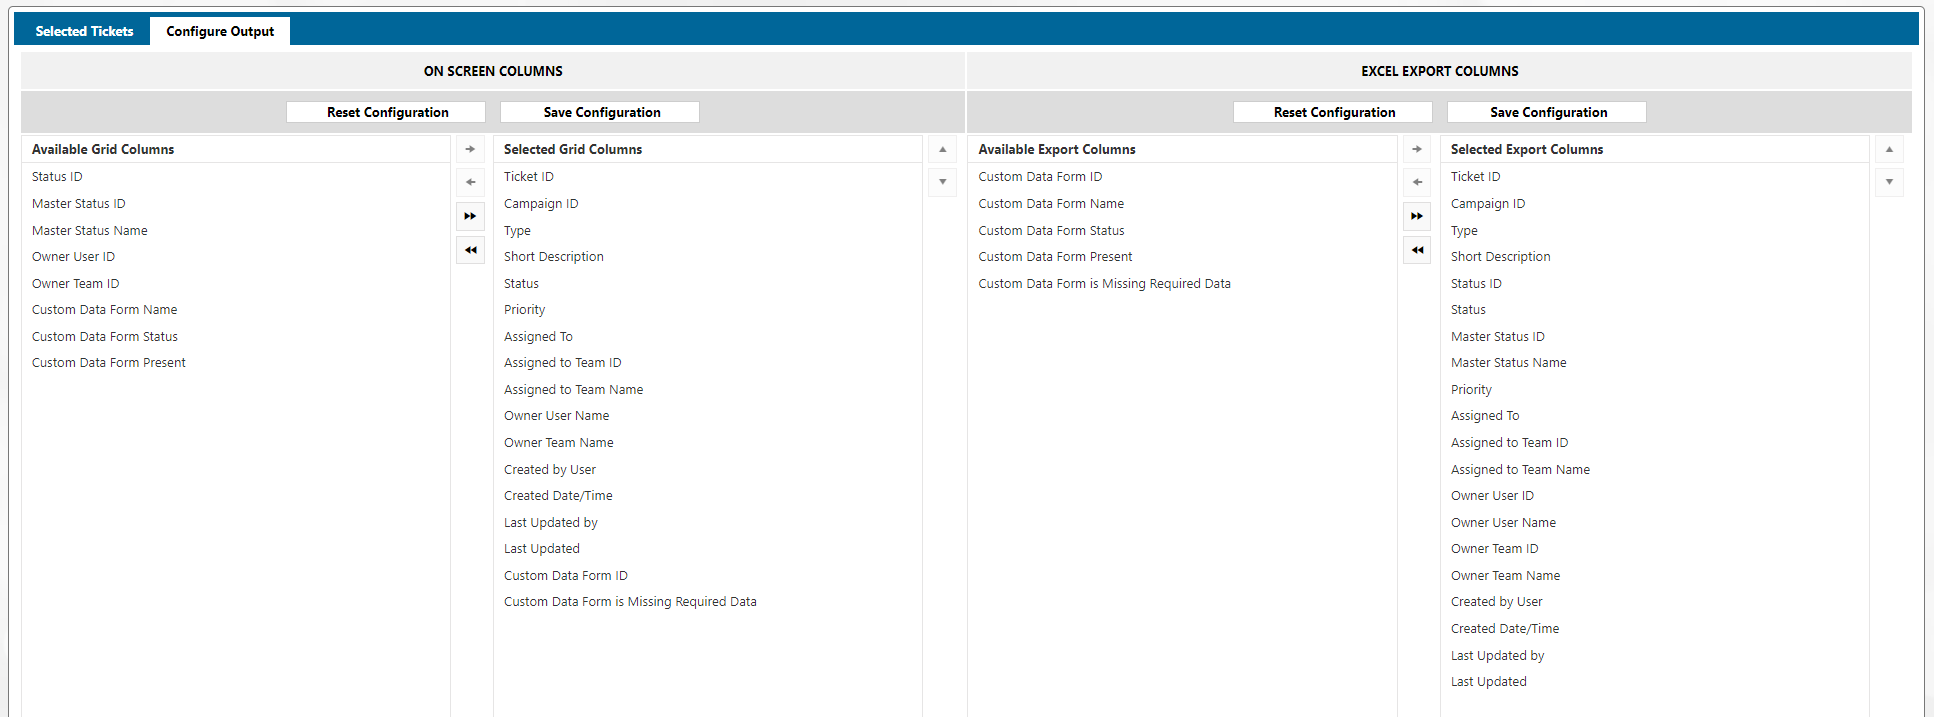 Selected Tickets
Configure Output
ON SCREEN COLUMNS
EXCEL EXPORT COLUMNS
Reset Configuration
Save Configuration
Reset Configuration
Save Configuration
Available Grid Columns
Status ID
Master Status ID
Master Status Name
Owner User ID
Owner Team ID
Custom Data Form Name
Custom Data Form Status
Custom Data Form Present
Selected Grid Columns
Ticket ID
Campaign ID
Type
Short Description
Status
Priority
Assigned To
Assigned to Team ID
Assigned to Team Name
Owner User Name
Owner Team Name
Created by User
Created Date/Time
Last Updated by
Last Updated
Custom Data Form ID
Custom Data Form is Missing Required Data
Available Export Columns
Custom Data Form ID
Custom Data Form Name
Custom Data Form Status
Custom Data Form Present
Custom Data Form is Missing Required Data
Selected Export Columns
Ticket ID
Campaign ID
Type
Short Description
Status ID
Status
Master Status ID
Master Status Name
Priority
Assigned To
Assigned to Team ID
Assigned to Team Name
Owner User ID
Owner User Name
Owner Team ID
Owner Team Name
Created by User
Created Date/Time
Last Updated by
Last Updated